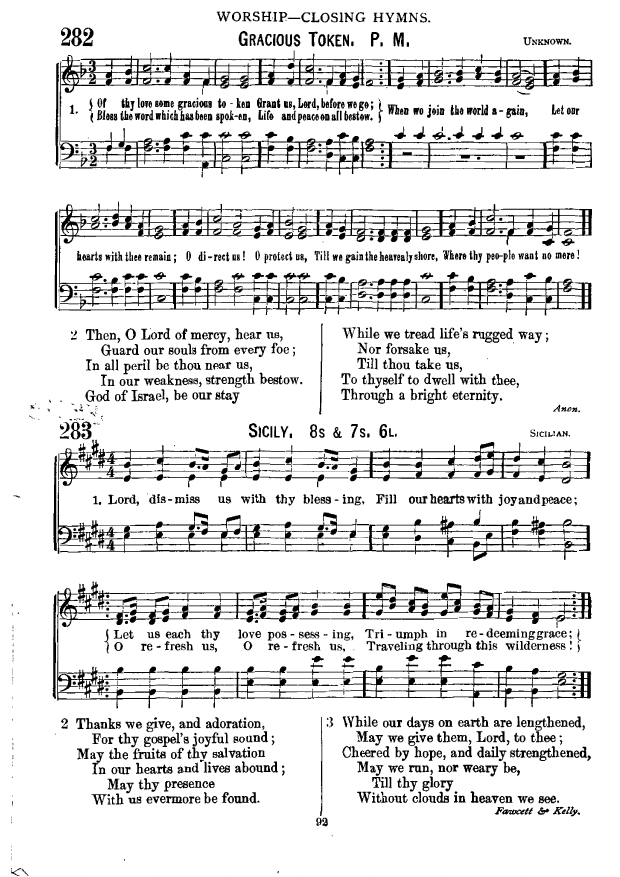 WORSHIP—CLOSING HYMNS.
282 GRACIOUS TOKEN. P. M. UNKNOWN.
1. { Of thy love some gracious to - ken Grant us, Lord, before we go; } When wo join the world a - gain, Let our
{ Bless the word which has been spok-en, Life and peace on all bestow. }
hearts with thee remain; O di-rect us! O protect us, Till we gain the heavenly shore, Where thy peo-ple want no mere!
2 Then, O Lord of mercy, hear us,
Guard our souls from every foe;
In all peril be thou near us,
In our weakness, strength bestow.
God of Israel, be our stay
While we tread life's rugged way;
Nor forsake us,
Till thou take us,
To thyself to dwell with thee,
Through a bright eternity.
Anon.
283 SICILY. 8s & 7s. 6L. SICILIAN.
1. Lord, dis- miss us with thy bless - ing, Fill our hearts with joy and peace;
{ Let us each thy love pos - sess - ing, Tri - umph in re - deeming grace; }
{ O re - fresh us, O re - fresh us, Traveling through this wilderness! }
2 Thanks we give, and adoration,
For thy gospel's joyful sound;
May the fruits of thy salvation
In our hearts and lives abound;
May thy presence
With us evermore be found.
3 While our days on earth are lengthened,
May we give them, Lord, to thee;
Cheered by hope, and daily strengthened,
May we run, nor weary be,
Till thy glory
Without clouds in heaven we see.
Fawcett & Kelly.
92